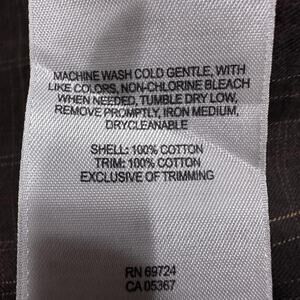 MACHINE WASH COLD GENTLE, WITH
LIKE COLORS, NON-CHLORINE BLEACH
WHEN NEEDED, TUMBLE DRY LOW,
REMOVE PROMPTLY, IRON MEDIUM,
DRYCLEANABLE
SHELL: 100% COTTON
TRIM: 100% COTTON
EXCLUSIVE OF TRIMMING
RN 69724
CA 05367